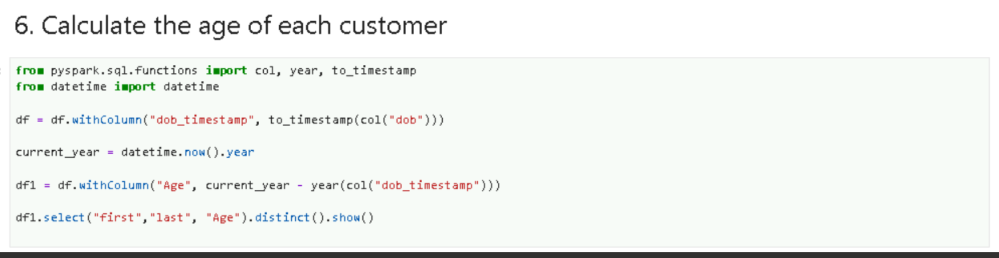 6. Calculate the age of each customer
from pyspark.sql.functions import col, year, to_timestamp
from datetime import datetime
df = df.withColumn("dob_timestamp", to_timestamp(col("dob")))
current_year = datetime.now().year
df1 = df.withColumn("Age", current_year - year(col("dob_timestamp")))
df1.select("first","last", "Age").distinct().show()